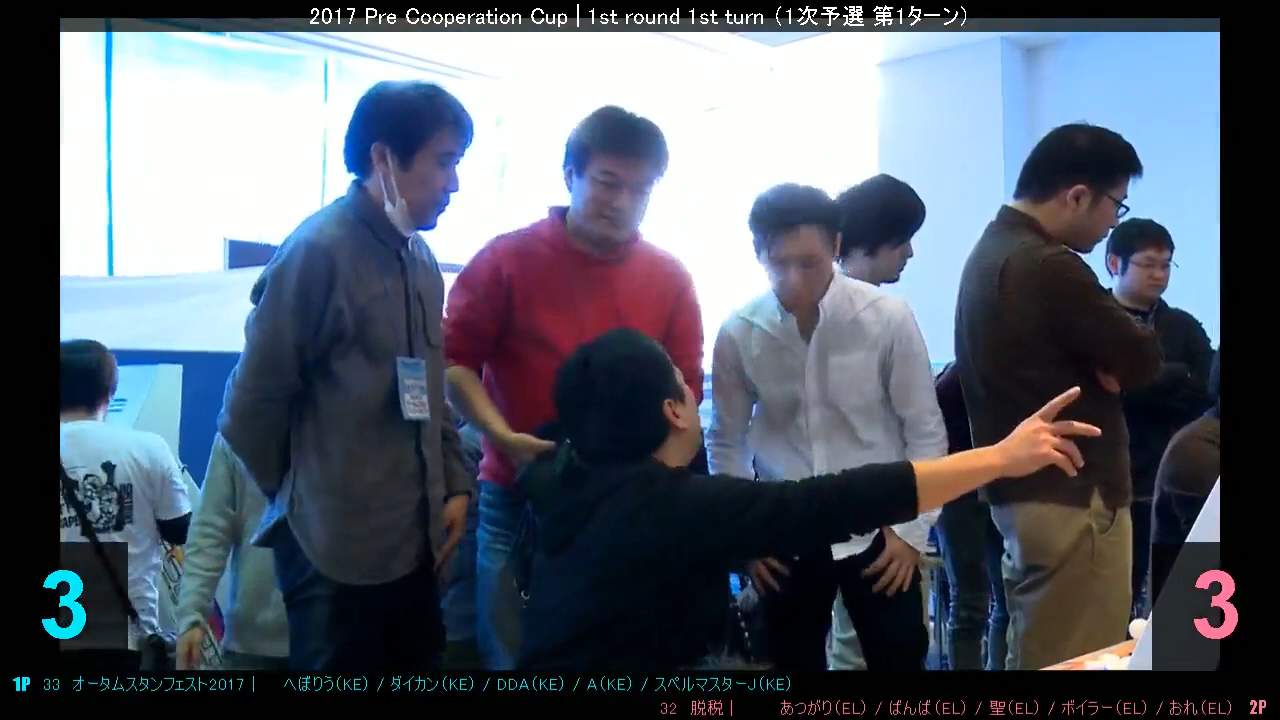 2017 Pre Cooperation Cup | 1st round 1st turn (1次予選 第1ターン)
3
3
1P 33 オータムスタンフェスト2017 | へぼりう(KE) / ダイカン(KE) / DDA(KE) / A(KE) / スペルマスターJ(KE)
32 脱税 | あつがり(EL) / ばんば(EL) / 聖(EL) / ボイラー(EL) / おれ(EL) 2P